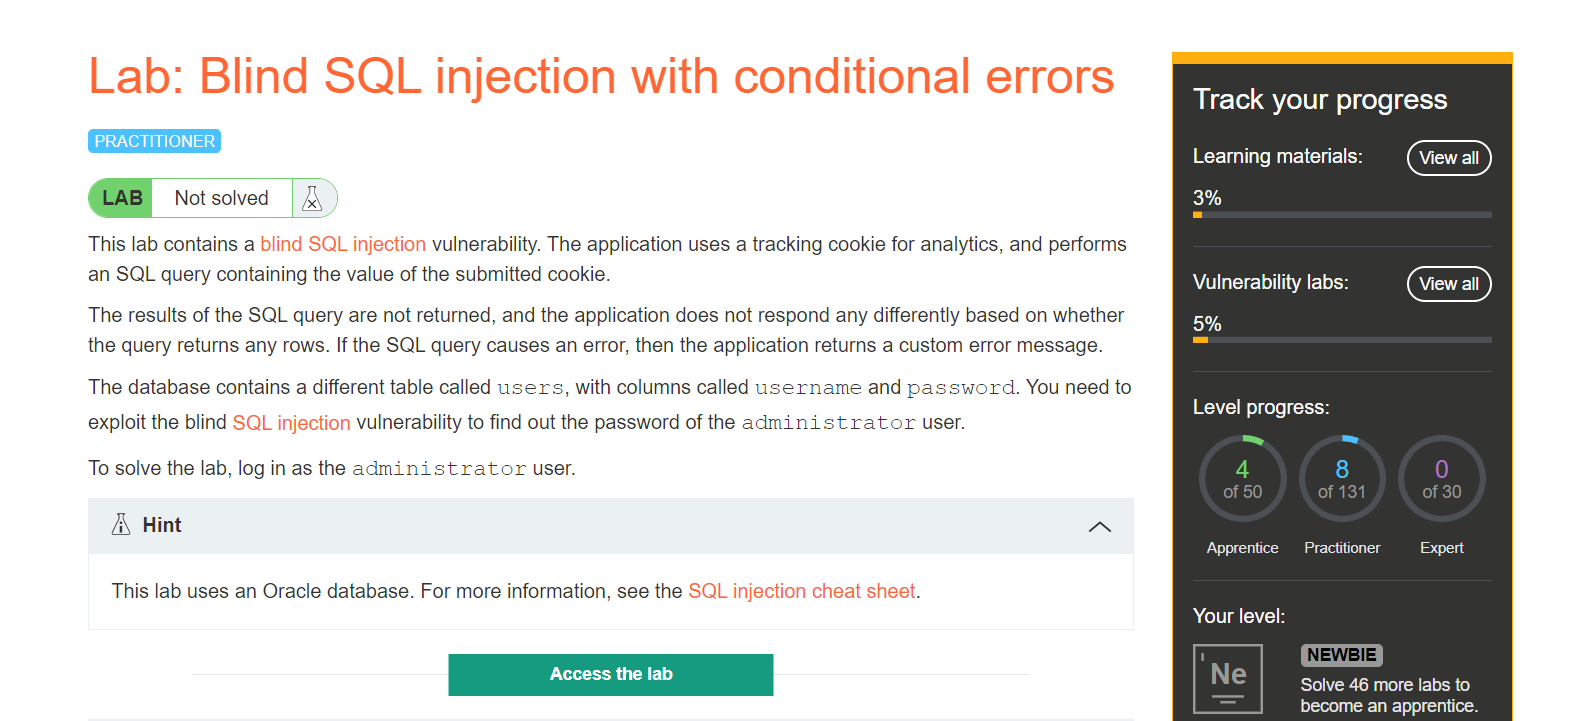 Lab: Blind SQL injection with conditional errors
PRACTITIONER
LAB Not solved
This lab contains a blind SQL injection vulnerability. The application uses a tracking cookie for analytics, and performs
an SQL query containing the value of the submitted cookie.
The results of the SQL query are not returned, and the application does not respond any differently based on whether
the query returns any rows. If the SQL query causes an error, then the application returns a custom error message.
The database contains a different table called users, with columns called username and password. You need to
exploit the blind SQL injection vulnerability to find out the password of the administrator user.
To solve the lab, log in as the administrator user.
Hint
This lab uses an Oracle database. For more information, see the SQL injection cheat sheet.
Access the lab
Track your progress
Learning materials: View all
3%
Vulnerability labs: View all
5%
Level progress:
4 8 0
of 50 of 131 of 30
Apprentice Practitioner Expert
Your level:
Ne
NEWBIE
Solve 46 more labs to
become an apprentice.